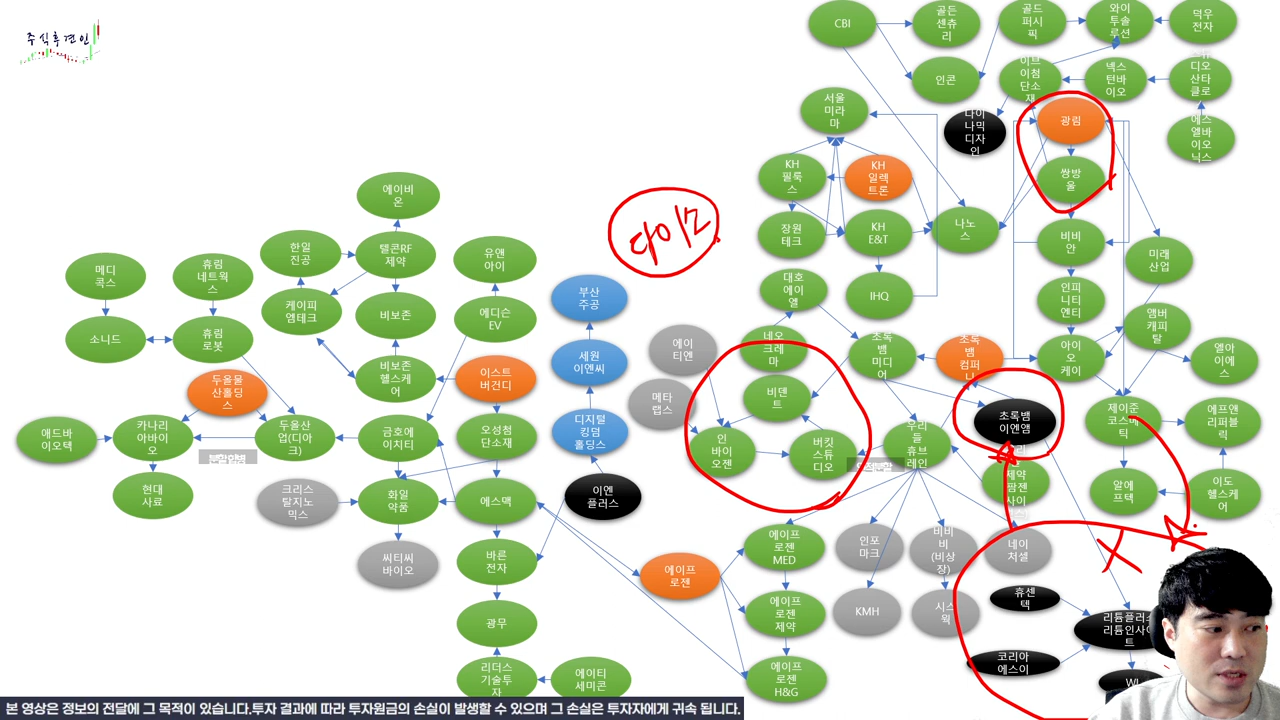 주식후견인
CBI
골든
센츄
리
골드
퍼시
픽
와이
투솔
루션
덕우
전자
인콘
이브
이첨
단소
재
넥스
턴바
이오
디오
산타
클로
에스
엘바
이오
닉스
서울
미라
마
다이
나믹
디자
인
광림
쌍방
울
KH
필룩
스
KH
일렉
트론
장원
테크
KH
E&T
나노
스
비비
안
미래
산업
IHQ
인피
니티
엔티
다이소
에이비
온
한일
진공
텔콘RF
제약
유앤
아이
메디
콕스
휴림
네트웍
스
케이피
엠테크
비보존
에디슨
EV
부산
주공
대호
에이
엘
소니드
휴림
로봇
에이
티엔
네오
크레
마
초록
뱀미
디어
초록
뱀
컴퍼
니
아이
오
케이
앰버
캐피
탈
엘아
이에
스
세원
이엔씨
비보존
헬스케
어
이스트
버건디
두올물
산홀딩
스
메타
랩스
비덴
트
초록뱀
이엔앰
제이준
코스메
틱
에프앤
리퍼블
릭
디지털
킹덤
홀딩스
애드바
이오텍
카나리
아바이
오
두올산
업(디아
크)
금호에
이치티
오성첨
단소재
인
바이
오젠
버킷
스튜
디오
우리
들
휴브
레인
분할합병
제약
팜젠
사이
알에
프텍
이도
헬스케
어
현대
사료
크리스
탈지노
믹스
화일
약품
에스맥
이엔
플러스
씨티씨
바이오
바른
전자
에이프
로젠
에이프
로젠
MED
인포
마크
비비
비
(비상
장)
네이
처셀
휴센
텍
광무
에이프
로젠
제약
KMH
시스
웍
리튬플러스
리튬인사이
트
리더스
기술투
자
에이티
세미콘
에이프
로젠
H&G
코리아
에스이
본 영상은 정보의 전달에 그 목적이 있습니다.투자 결과에 따라 투자원금의 손실이 발생할 수 있으며 그 손실은 투자자에게 귀속 됩니다.